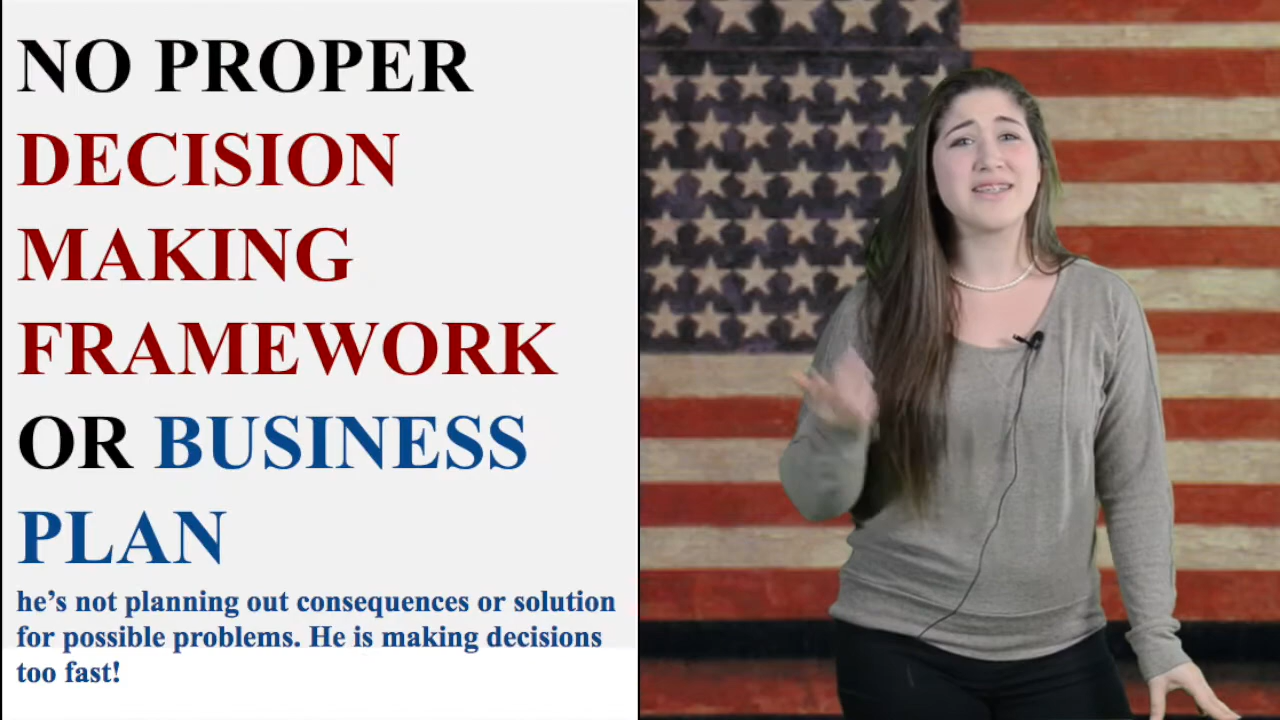 NO PROPER
DECISION
MAKING
FRAMEWORK
OR BUSINESS
PLAN
he’s not planning out consequences or solution
for possible problems. He is making decisions
too fast!